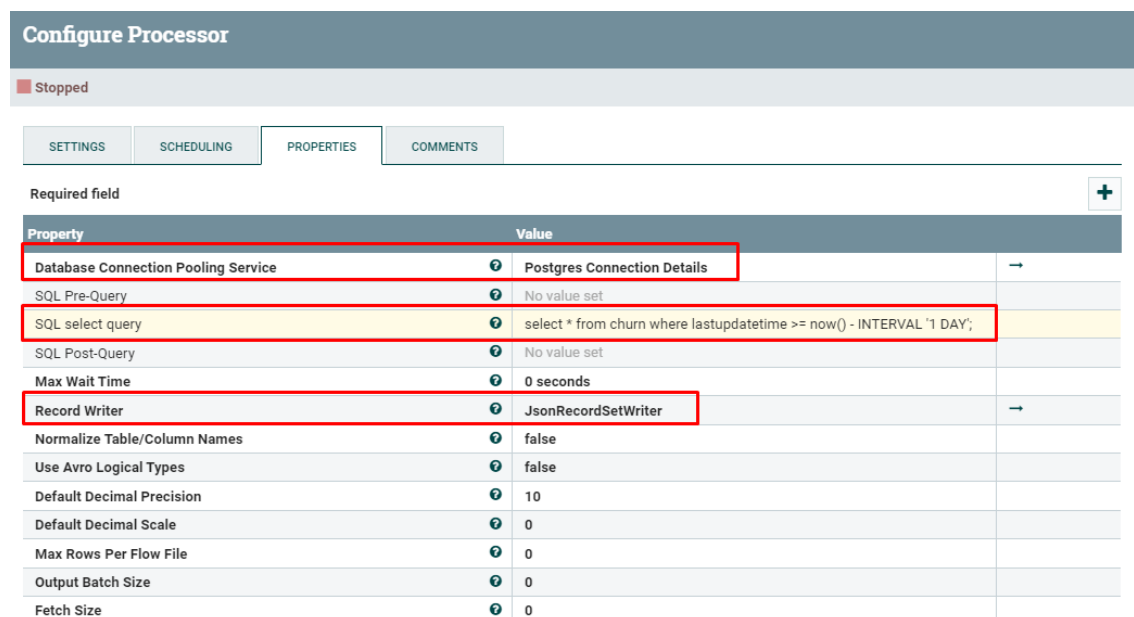 Configure Processor
Stopped
SETTINGS SCHEDULING PROPERTIES COMMENTS
Required field
Property Value
Database Connection Pooling Service Postgres Connection Details
SQL Pre-Query No value set
SQL select query select * from churn where lastupdatetime >= now() - INTERVAL '1 DAY';
SQL Post-Query No value set
Max Wait Time 0 seconds
Record Writer JsonRecordSetWriter
Normalize Table/Column Names false
Use Avro Logical Types false
Default Decimal Precision 10
Default Decimal Scale 0
Max Rows Per Flow File 0
Output Batch Size 0
Fetch Size 0